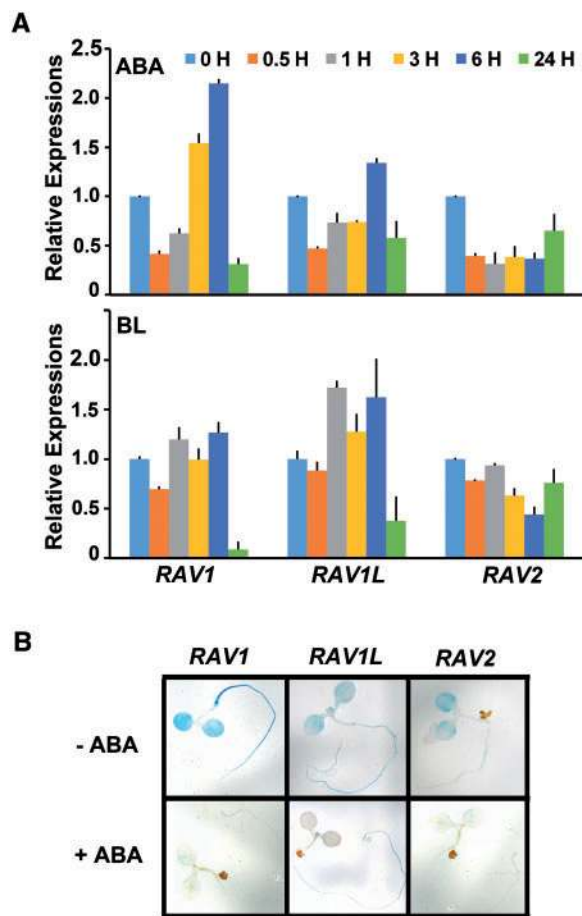 A
ABA
0 H 0.5 H 1 H 3 H 6 H 24 H
Relative Expressions
2.5
2.0
1.5
1.0
0.5
0
BL
Relative Expressions
2.0
1.5
1.0
0.5
0
RAV1 RAV1L RAV2
B
RAV1 RAV1L RAV2
- ABA
+ ABA